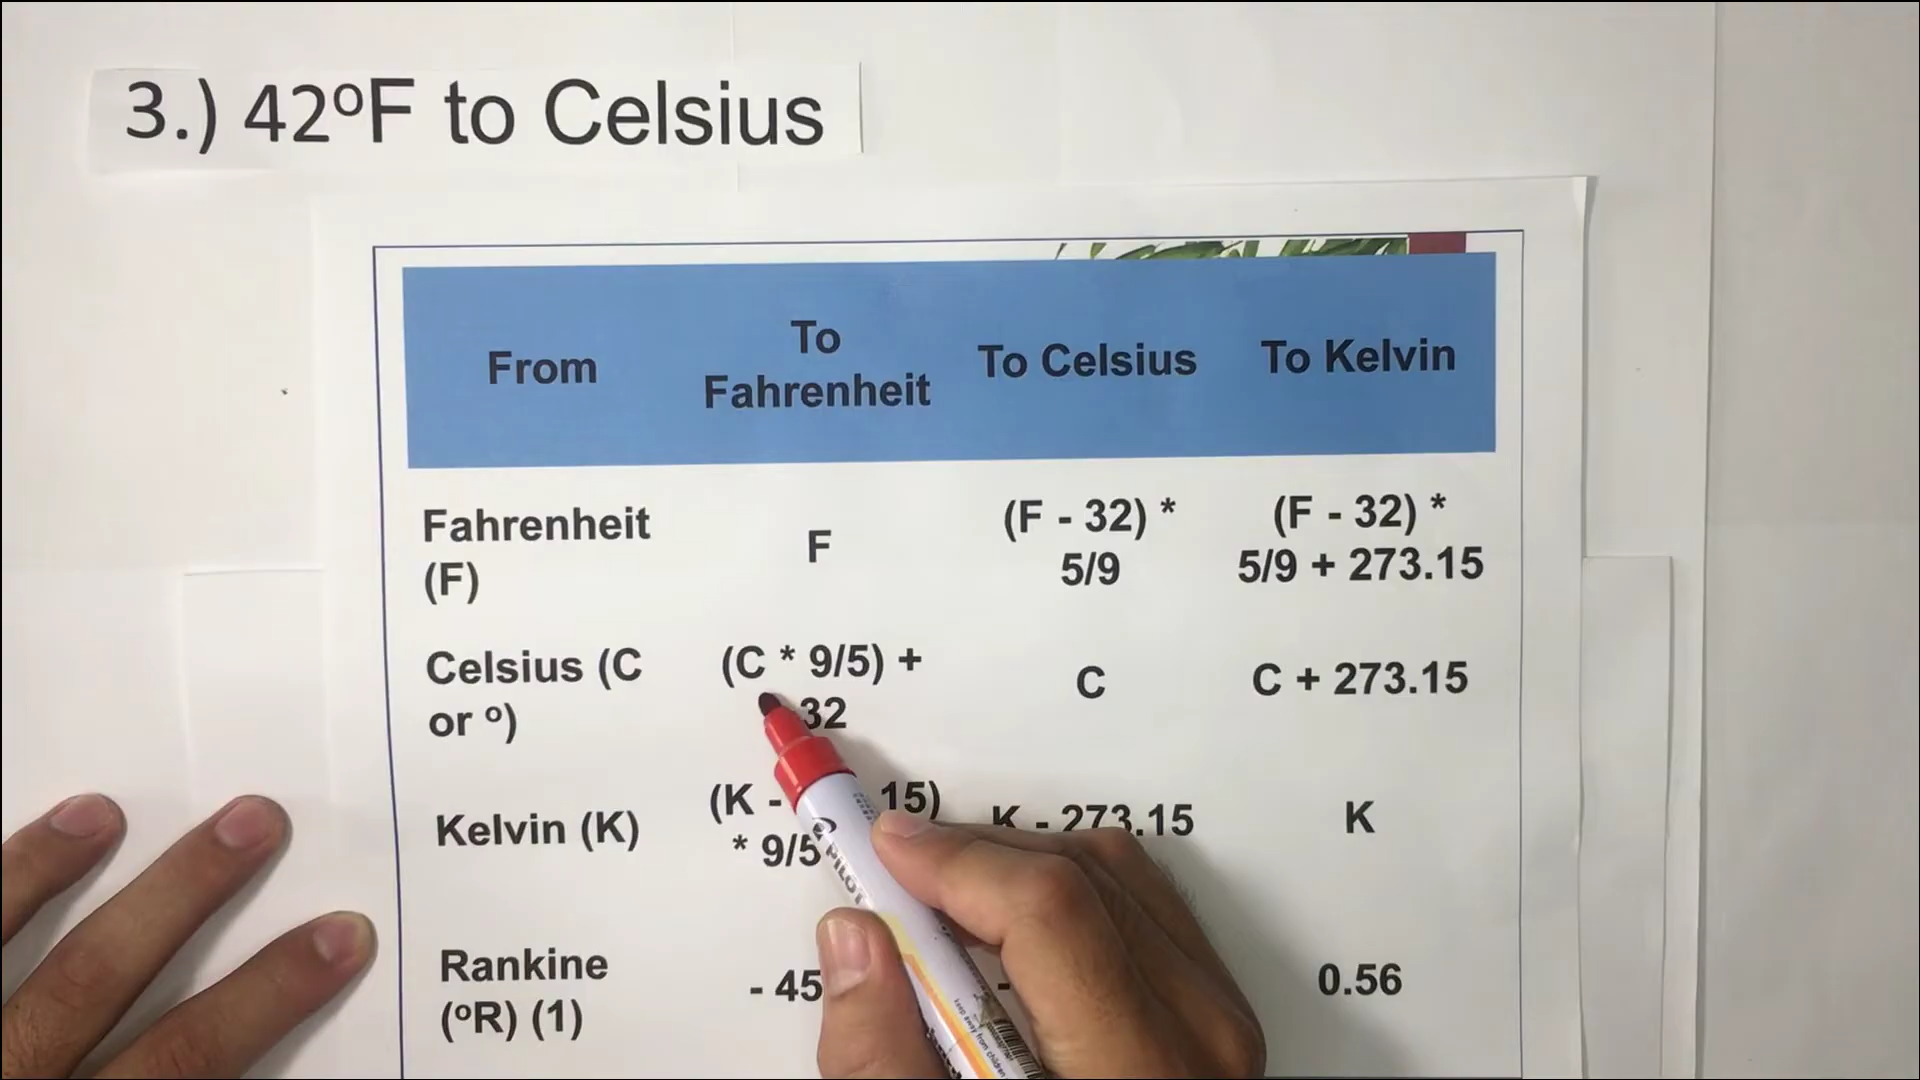 3.) 42ºF to Celsius
From
To
Fahrenheit
To Celsius
To Kelvin
Fahrenheit
(F)
F
(F - 32) *
5/9
(F - 32) *
5/9 + 273.15
Celsius (C
or º)
(C * 9/5) +
32
C
C + 273.15
Kelvin (K)
(K - 15)
* 9/5
K - 273.15
K
Rankine
(ºR) (1)
- 45
-
0.56
PILOT